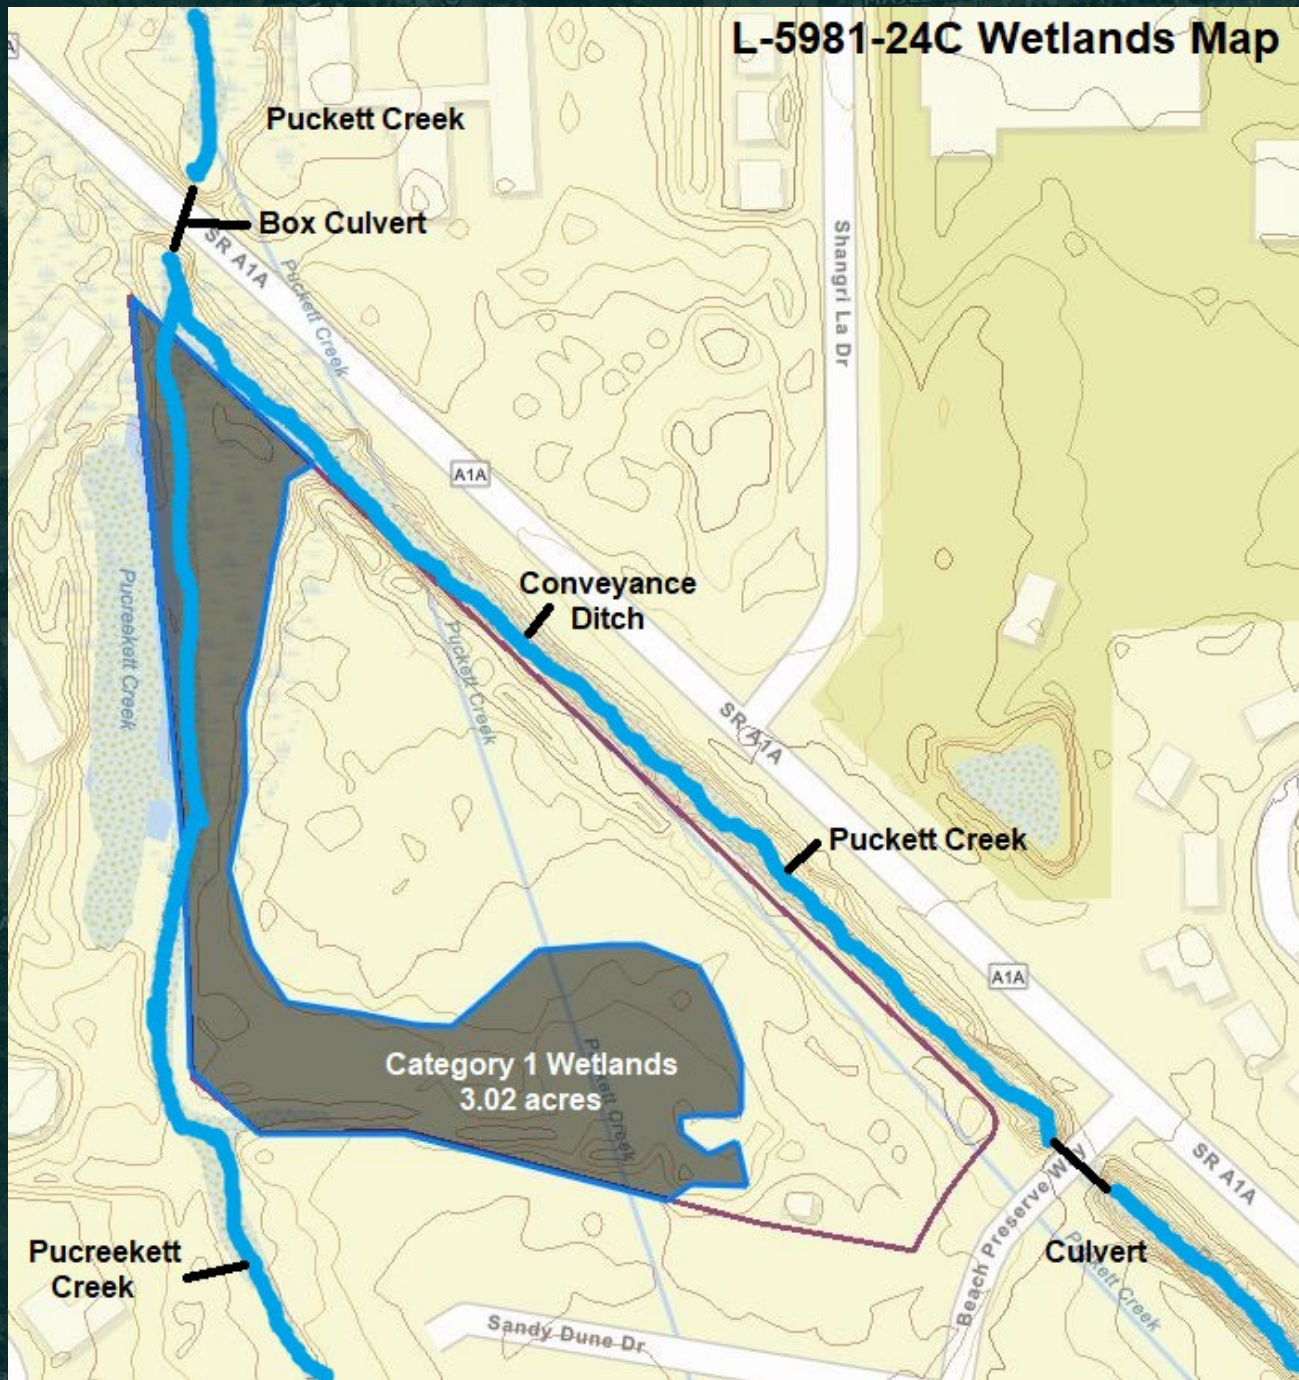 L-5981-24C Wetlands Map
Puckett Creek
Box Culvert
SR A1A
Puckett Creek
Shangri La Dr
A1A
Conveyance
Ditch
Pucreekett Creek
Puckett Creek
SR A1A
Puckett Creek
A1A
Category 1 Wetlands
3.02 acres
Puckett Creek
SR A1A
Beach Preserve Way
Pucreekett
Creek
Culvert
Puckett Creek
Sandy Dune Dr